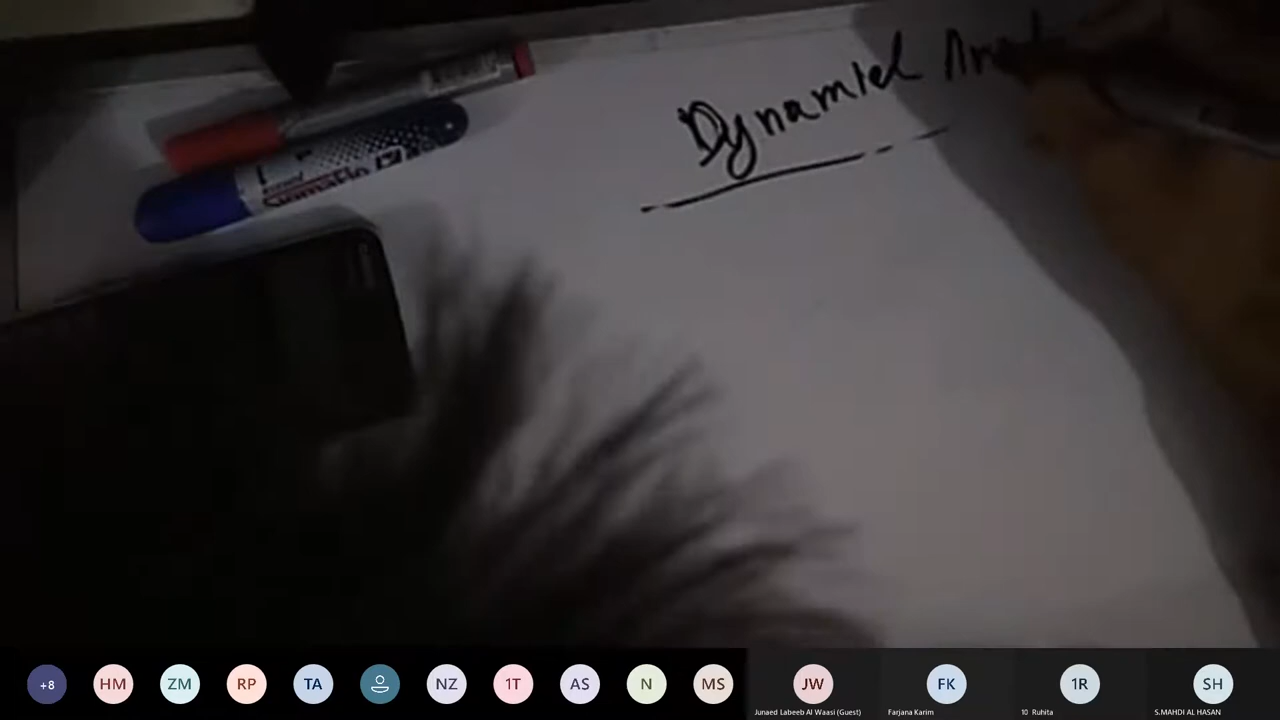 Dynamicl
+8
HM
ZM
RP
TA
NZ
1T
AS
N
MS
JW
FK
1R
SH
Junaed Labeeb Al Waasi (Guest)
Farjana Karim
10 Ruhita
S.MAHDI AL HASAN